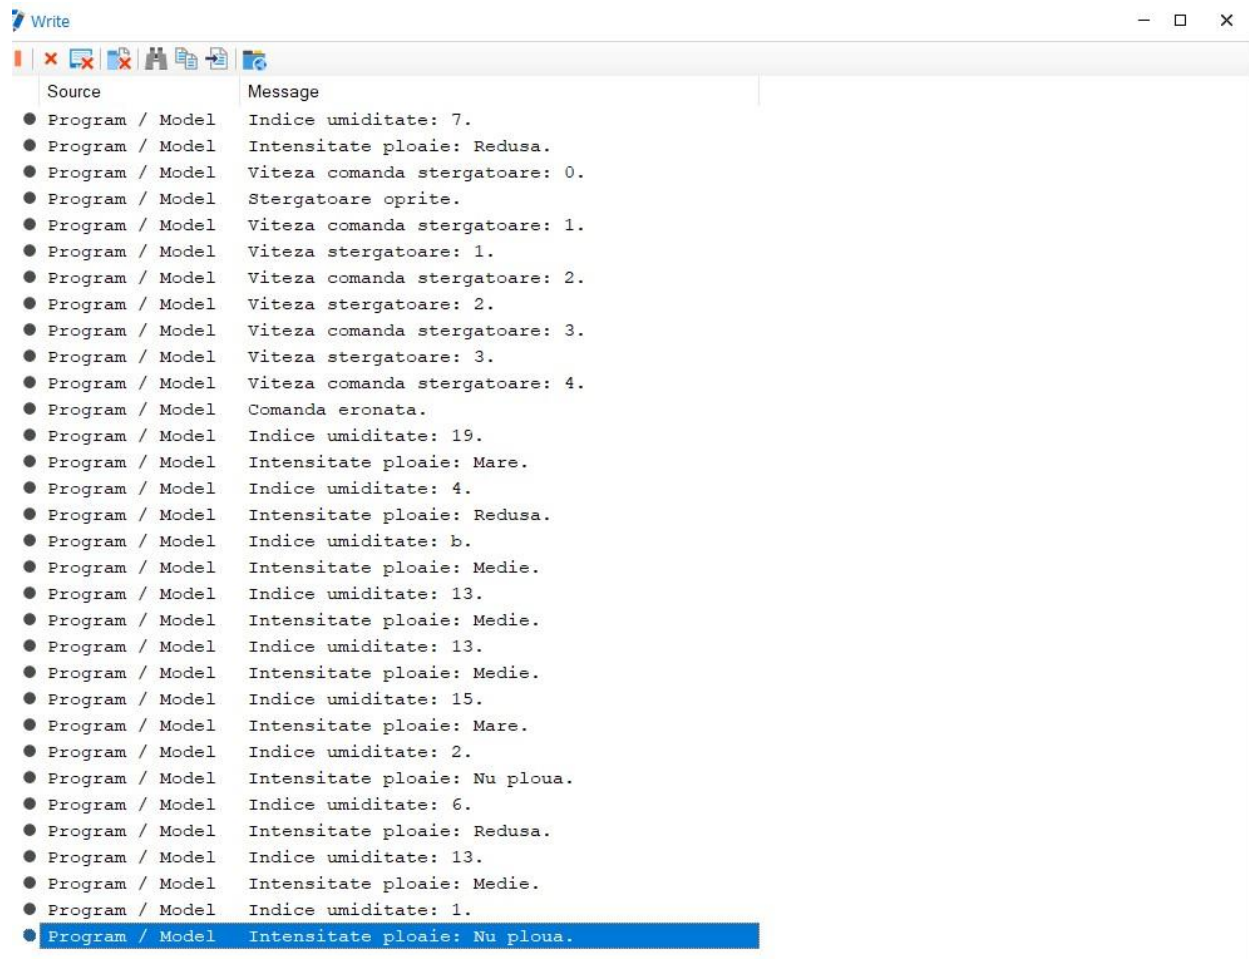 Write
Source Message
Program / Model Indice umiditate: 7.
Program / Model Intensitate ploaie: Redusa.
Program / Model Viteza comanda stergatoare: 0.
Program / Model Stergatoare oprite.
Program / Model Viteza comanda stergatoare: 1.
Program / Model Viteza stergatoare: 1.
Program / Model Viteza comanda stergatoare: 2.
Program / Model Viteza stergatoare: 2.
Program / Model Viteza comanda stergatoare: 3.
Program / Model Viteza stergatoare: 3.
Program / Model Viteza comanda stergatoare: 4.
Program / Model Comanda eronata.
Program / Model Indice umiditate: 19.
Program / Model Intensitate ploaie: Mare.
Program / Model Indice umiditate: 4.
Program / Model Intensitate ploaie: Redusa.
Program / Model Indice umiditate: b.
Program / Model Intensitate ploaie: Medie.
Program / Model Indice umiditate: 13.
Program / Model Intensitate ploaie: Medie.
Program / Model Indice umiditate: 13.
Program / Model Intensitate ploaie: Medie.
Program / Model Indice umiditate: 15.
Program / Model Intensitate ploaie: Mare.
Program / Model Indice umiditate: 2.
Program / Model Intensitate ploaie: Nu ploua.
Program / Model Indice umiditate: 6.
Program / Model Intensitate ploaie: Redusa.
Program / Model Indice umiditate: 13.
Program / Model Intensitate ploaie: Medie.
Program / Model Indice umiditate: 1.
Program / Model Intensitate ploaie: Nu ploua.